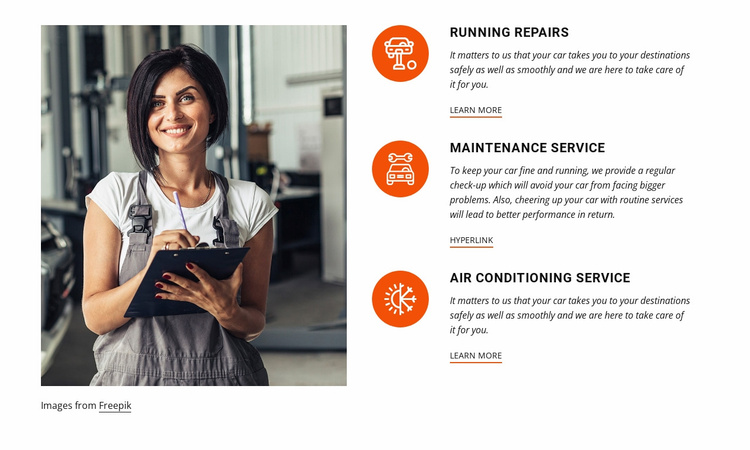 RUNNING REPAIRS
It matters to us that your car takes you to your destinations
safely as well as smoothly and we are here to take care of
it for you.
LEARN MORE
MAINTENANCE SERVICE
To keep your car fine and running, we provide a regular
check-up which will avoid your car from facing bigger
problems. Also, cheering up your car with routine services
will lead to better performance in return.
HYPERLINK
AIR CONDITIONING SERVICE
It matters to us that your car takes you to your destinations
safely as well as smoothly and we are here to take care of
it for you.
LEARN MORE
Images from Freepik